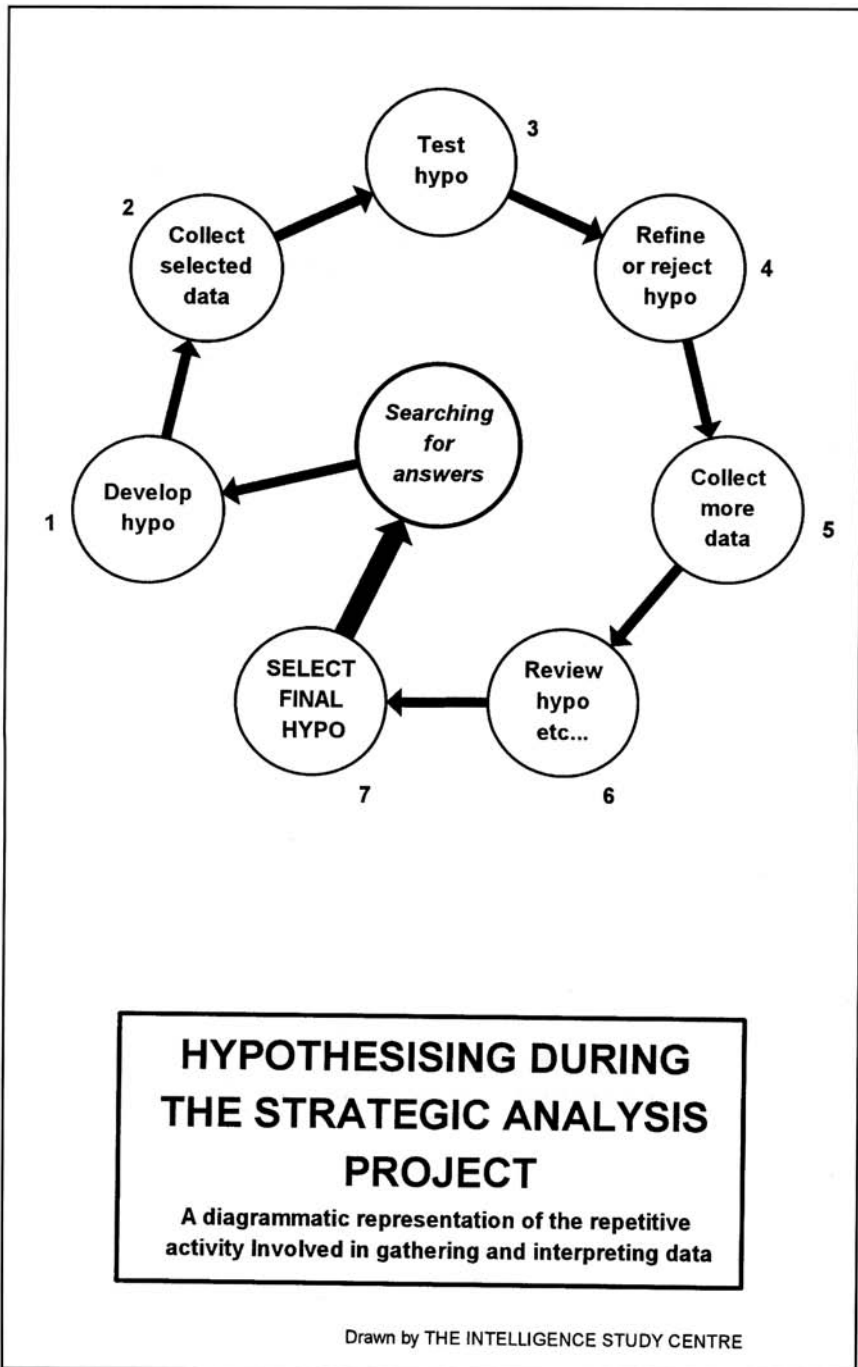 3
Test
hypo
2
Collect
selected
data
Refine
or reject
hypo
4
Searching
for
answers
Develop
hypo
1
Collect
more
data
5
SELECT
FINAL
HYPO
7
Review
hypo
etc...
6
HYPOTHESISING DURING
THE STRATEGIC ANALYSIS
PROJECT
A diagrammatic representation of the repetitive
activity Involved in gathering and interpreting data
Drawn by THE INTELLIGENCE STUDY CENTRE